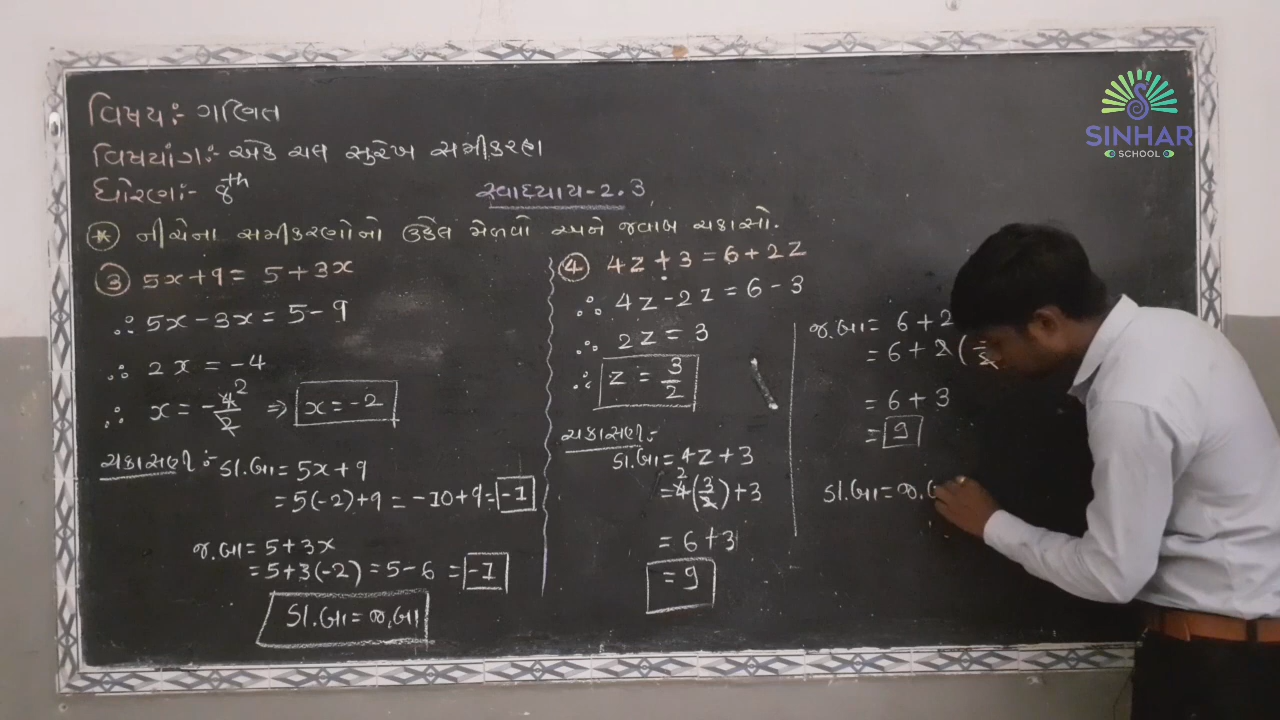 વિષય:- ગણિત
વિષયાંગ:- એક ચલ સુરેખ સમીકરણ
ધોરણ:- 8th
સ્વાધ્યાય-2.3
* નીચેના સમીકરણોનો ઉકેલ મેળવો અને જવાબ ચકાસો.
③ 5x+9 = 5+3x
∴ 5x-3x = 5-9
∴ 2x = -4
∴ x = -4/2 2 ⇒ x = -2
ચકાસણી :- ડા.બા = 5x+9
= 5(-2)+9 = -10+9 = -1
જ.બા = 5+3x
= 5+3(-2) = 5-6 = -1
ડા.બા = જ.બા
④ 4z+3 = 6+2z
∴ 4z-2z = 6-3
∴ 2z = 3
∴ z = 3/2
ચકાસણી:-
ડા.બા = 4z+3
= 4 2 (3/2)+3
= 6+3
= 9
જ.બા = 6+2
= 6+2(
= 6+3
= 9
ડા.બા = જ.
SINHAR
SCHOOL